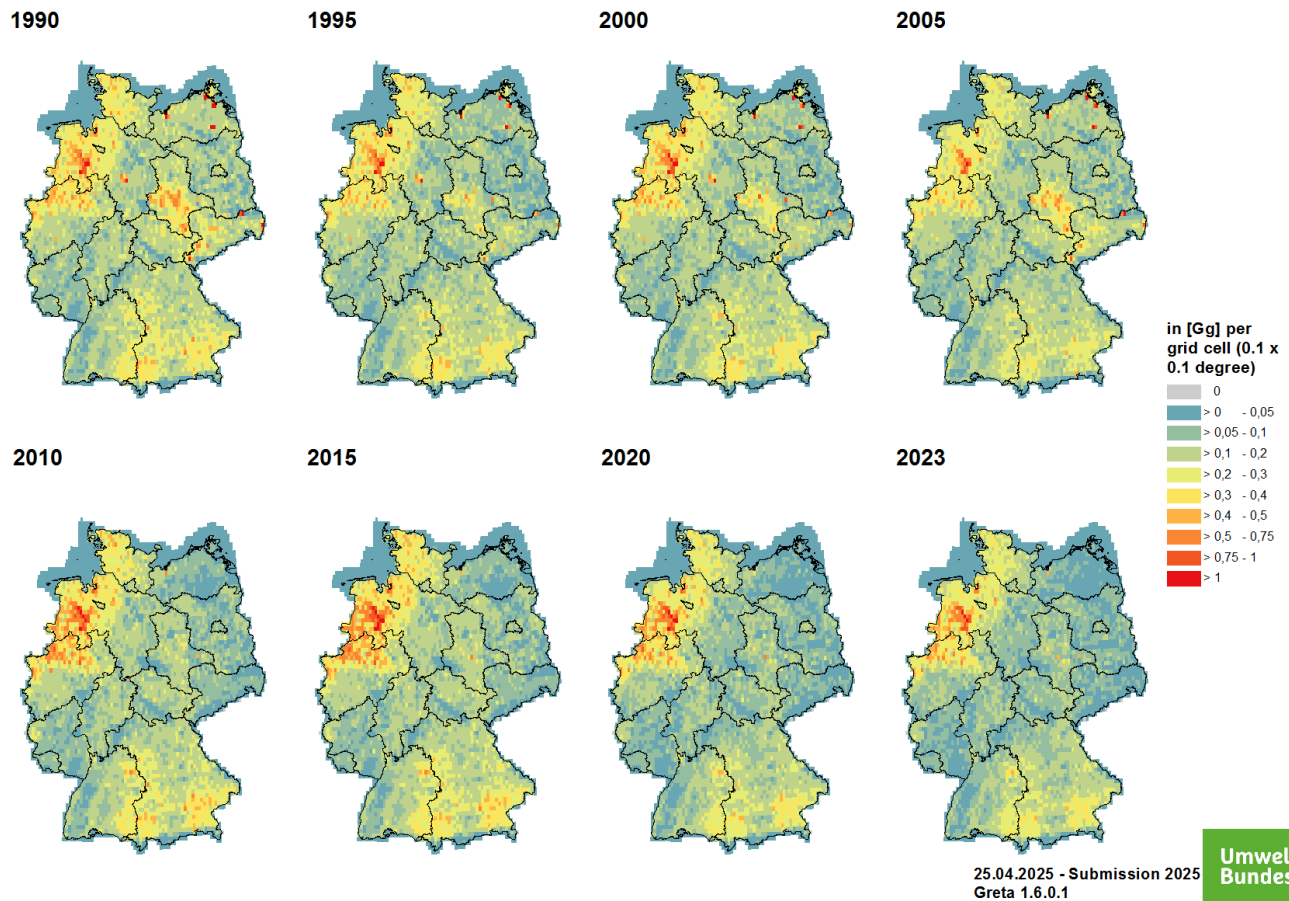 1990
1995
2000
2005
in [Gg] per
grid cell (0.1 x
0.1 degree)
0
> 0 - 0,05
> 0,05 - 0,1
> 0,1 - 0,2
> 0,2 - 0,3
> 0,3 - 0,4
> 0,4 - 0,5
> 0,5 - 0,75
> 0,75 - 1
> 1
2010
2015
2020
2023
25.04.2025 - Submission 2025
Greta 1.6.0.1
Umwel
Bundes